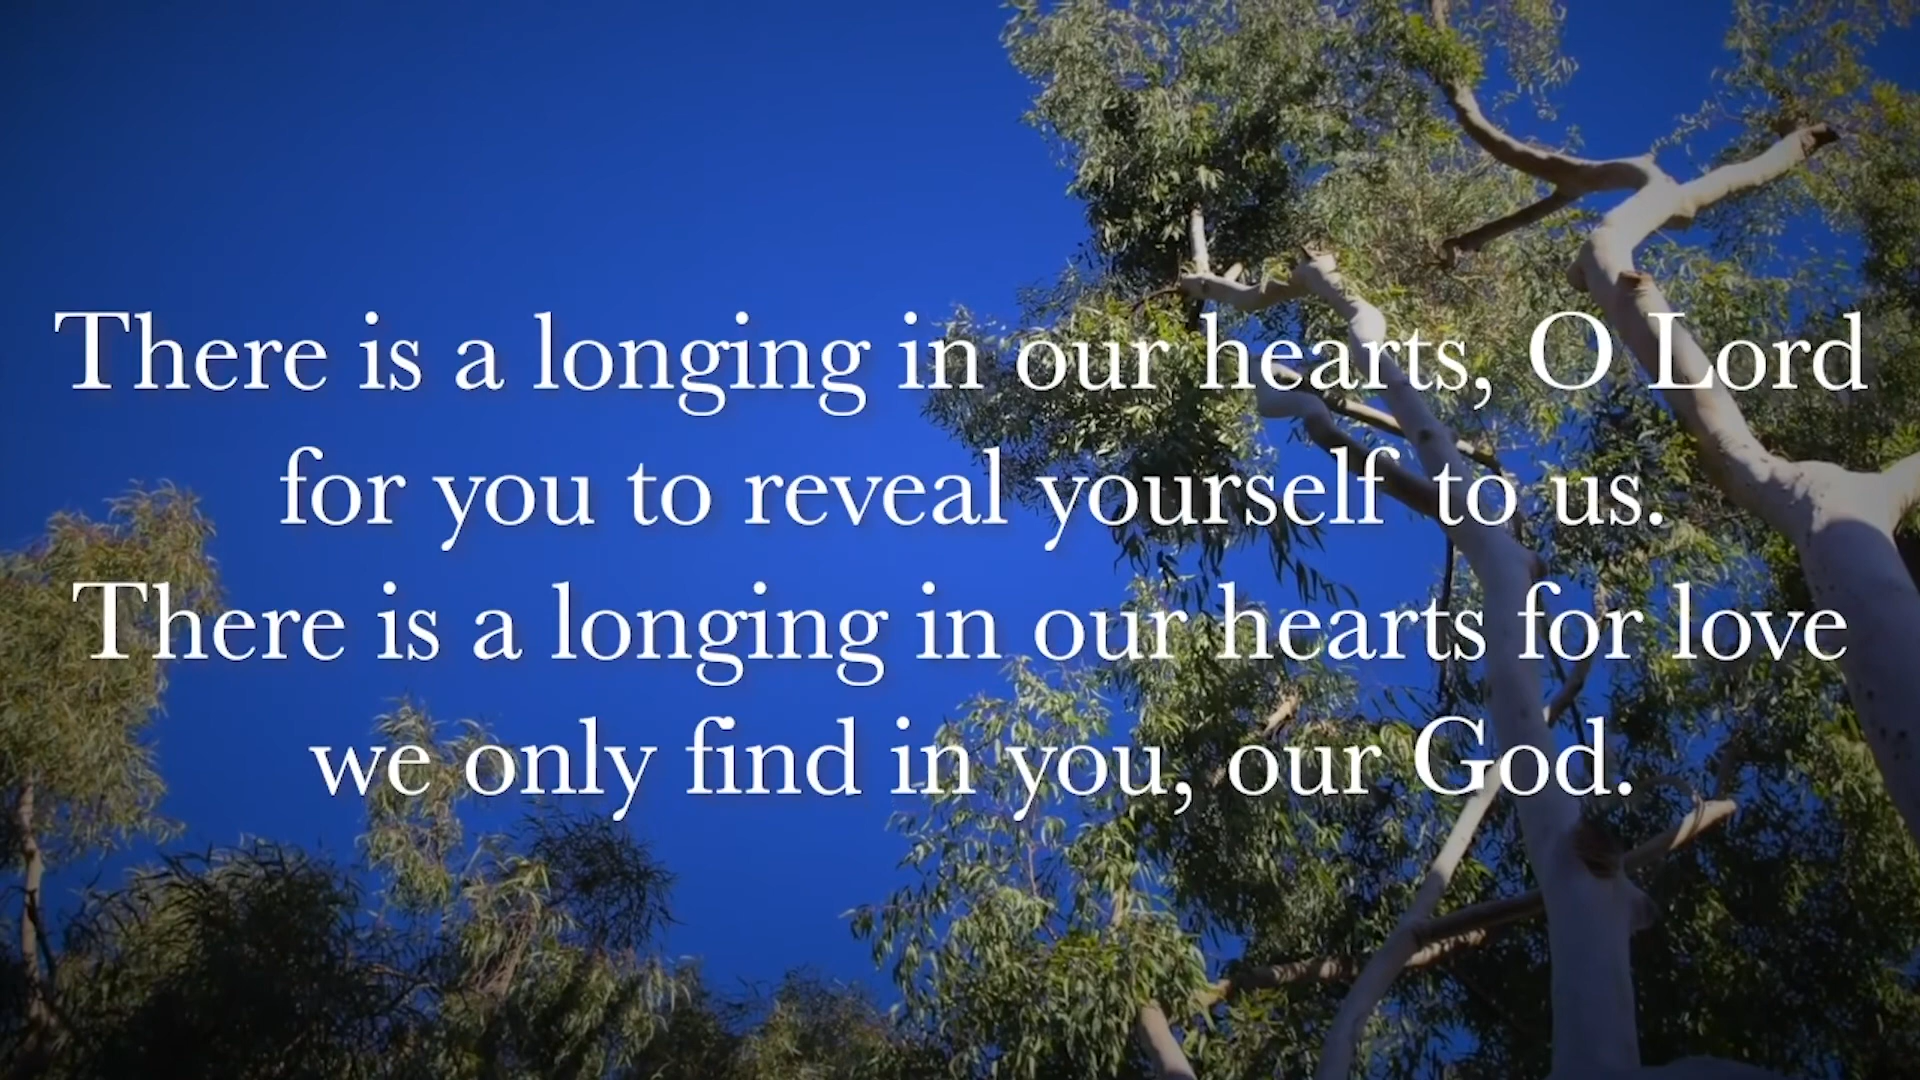 There is a longing in our hearts, O Lord
for you to reveal yourself to us.
There is a longing in our hearts for love
we only find in you, our God.